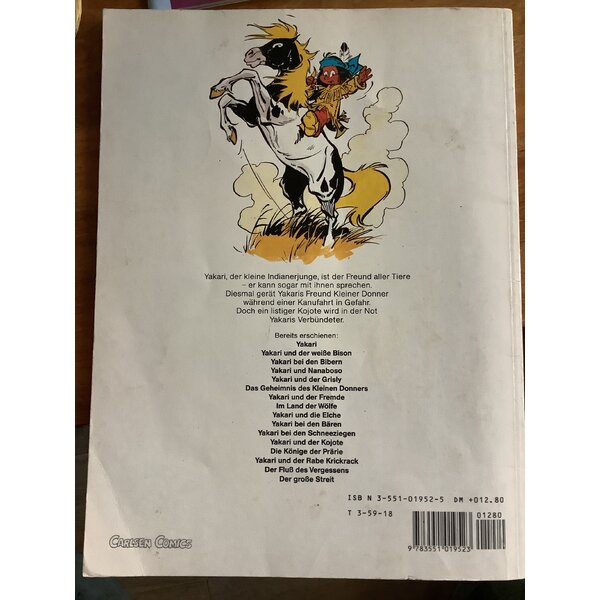 Yakari, der kleine Indianerjunge, ist der Freund aller Tiere
– er kann sogar mit ihnen sprechen.
Diesmal gerät Yakaris Freund Kleiner Donner
während einer Kanufahrt in Gefahr.
Doch ein listiger Kojote wird in der Not
Yakaris Verbündeter.
Bereits erschienen:
Yakari
Yakari und der weiße Bison
Yakari bei den Bibern
Yakari und Nanaboso
Yakari und der Grisly
Das Geheimnis des Kleinen Donners
Yakari und der Fremde
Im Land der Wölfe
Yakari und die Elche
Yakari bei den Bären
Yakari bei den Schneeziegen
Yakari und der Kojote
Die Könige der Prärie
Yakari und der Rabe Krickrack
Der Fluß des Vergessens
Der große Streit
ISB N 3-551-01952-5 DM +012.80
T 3-59-18 01280
9 783551 019523
CARLSEN COMICS